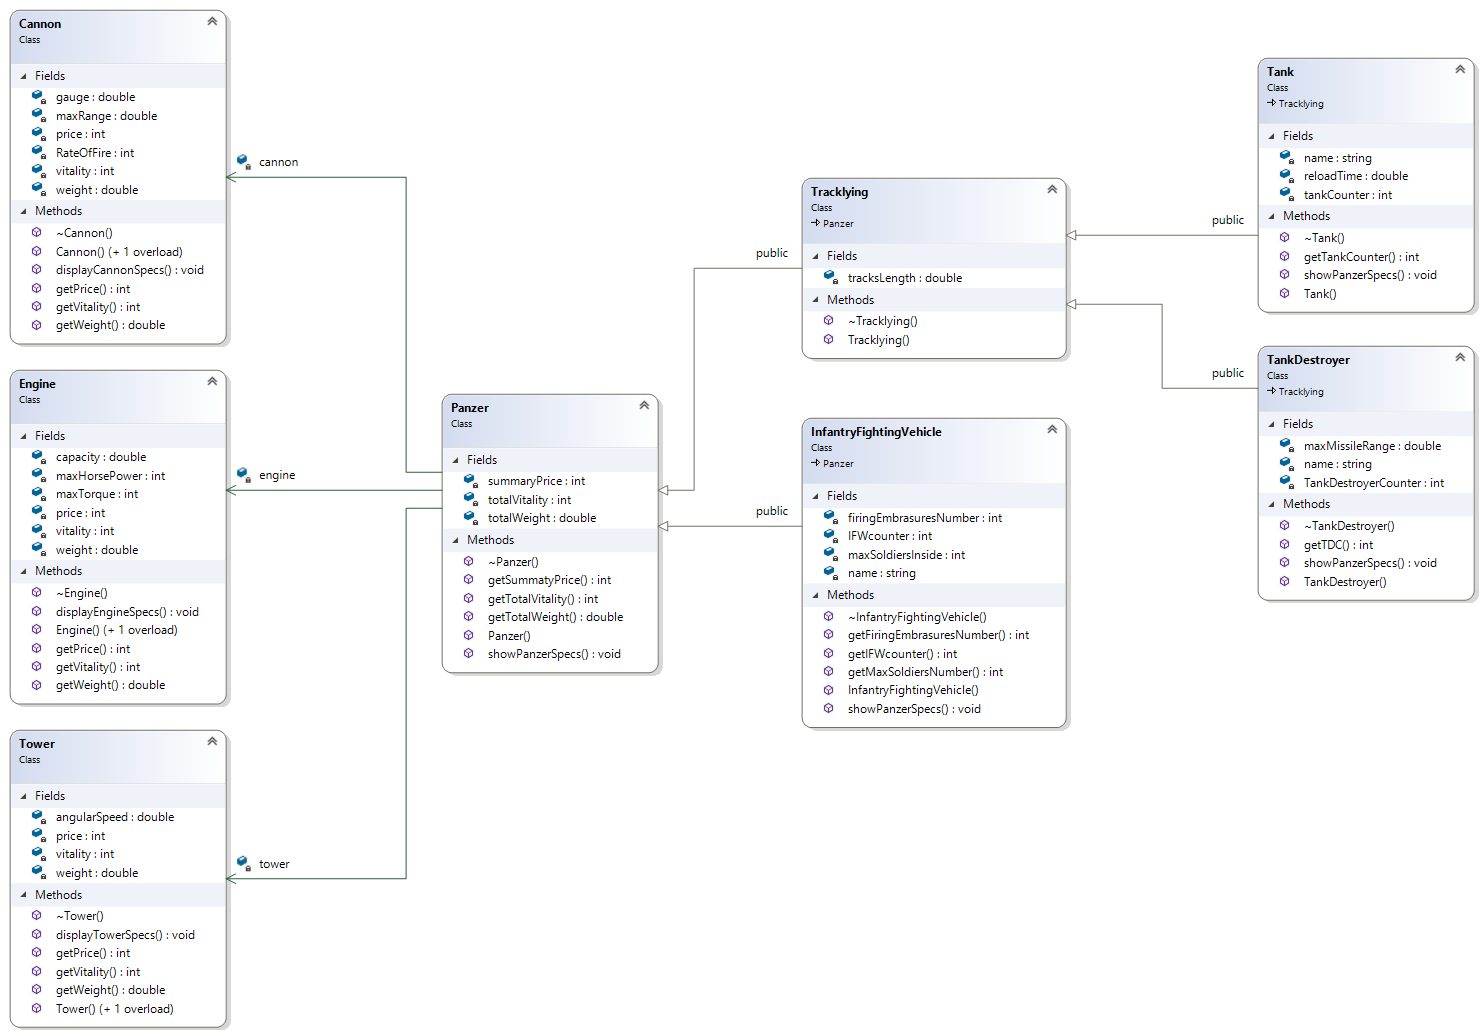 Cannon
Class
Fields
gauge : double
maxRange : double
price : int
RateOfFire : int
vitality : int
weight : double
Methods
~Cannon()
Cannon() (+ 1 overload)
displayCannonSpecs() : void
getPrice() : int
getVitality() : int
getWeight() : double
cannon
Engine
Class
Fields
capacity : double
maxHorsePower : int
maxTorque : int
price : int
vitality : int
weight : double
Methods
~Engine()
displayEngineSpecs() : void
Engine() (+ 1 overload)
getPrice() : int
getVitality() : int
getWeight() : double
engine
Tower
Class
Fields
angularSpeed : double
price : int
vitality : int
weight : double
Methods
~Tower()
displayTowerSpecs() : void
getPrice() : int
getVitality() : int
getWeight() : double
Tower() (+ 1 overload)
tower
Panzer
Class
Fields
summaryPrice : int
totalVitality : int
totalWeight : double
Methods
~Panzer()
getSummatyPrice() : int
getTotalVitality() : int
getTotalWeight() : double
Panzer()
showPanzerSpecs() : void
public
public
Tracklying
Class
Panzer
Fields
tracksLength : double
Methods
~Tracklying()
Tracklying()
InfantryFightingVehicle
Class
Panzer
Fields
firingEmbrasuresNumber : int
IFWcounter : int
maxSoldiersInside : int
name : string
Methods
~InfantryFightingVehicle()
getFiringEmbrasuresNumber() : int
getIFWcounter() : int
getMaxSoldiersNumber() : int
InfantryFightingVehicle()
showPanzerSpecs() : void
public
public
Tank
Class
Tracklying
Fields
name : string
reloadTime : double
tankCounter : int
Methods
~Tank()
getTankCounter() : int
showPanzerSpecs() : void
Tank()
TankDestroyer
Class
Tracklying
Fields
maxMissileRange : double
name : string
TankDestroyerCounter : int
Methods
~TankDestroyer()
getTDC() : int
showPanzerSpecs() : void
TankDestroyer()